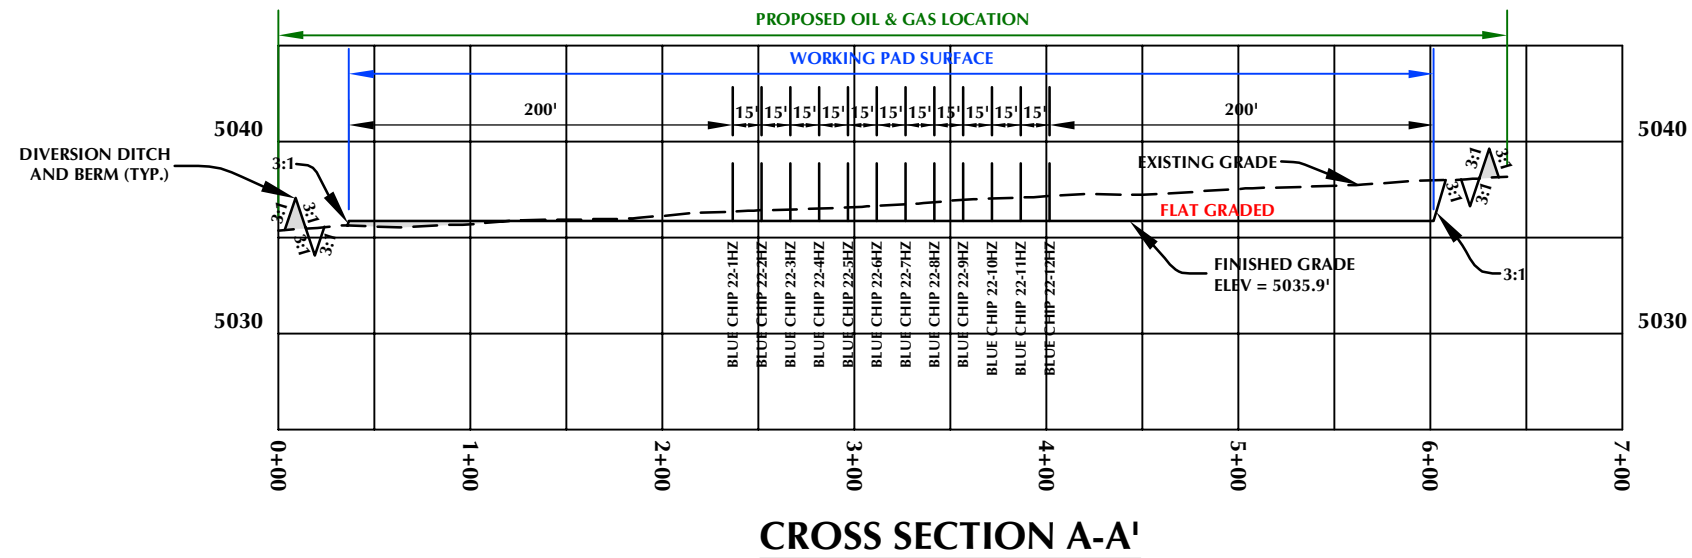 PROPOSED OIL & GAS LOCATION
WORKING PAD SURFACE
200'
15'
15'
15'
15'
15'
15'
15'
15'
15'
15'
15'
200'
5040
5040
DIVERSION DITCH
AND BERM (TYP.)
3:1
EXISTING GRADE
3:1
3:1
3:1
3:1
3:1
3:1
3:1
3:1
FLAT GRADED
FINISHED GRADE
ELEV = 5035.9'
3:1
5030
5030
BLUE CHIP 22-1HZ
BLUE CHIP 22-2HZ
BLUE CHIP 22-3HZ
BLUE CHIP 22-4HZ
BLUE CHIP 22-5HZ
BLUE CHIP 22-6HZ
BLUE CHIP 22-7HZ
BLUE CHIP 22-8HZ
BLUE CHIP 22-9HZ
BLUE CHIP 22-10HZ
BLUE CHIP 22-11HZ
BLUE CHIP 22-12HZ
0+00
1+00
2+00
3+00
4+00
5+00
6+00
7+00
CROSS SECTION A-A'